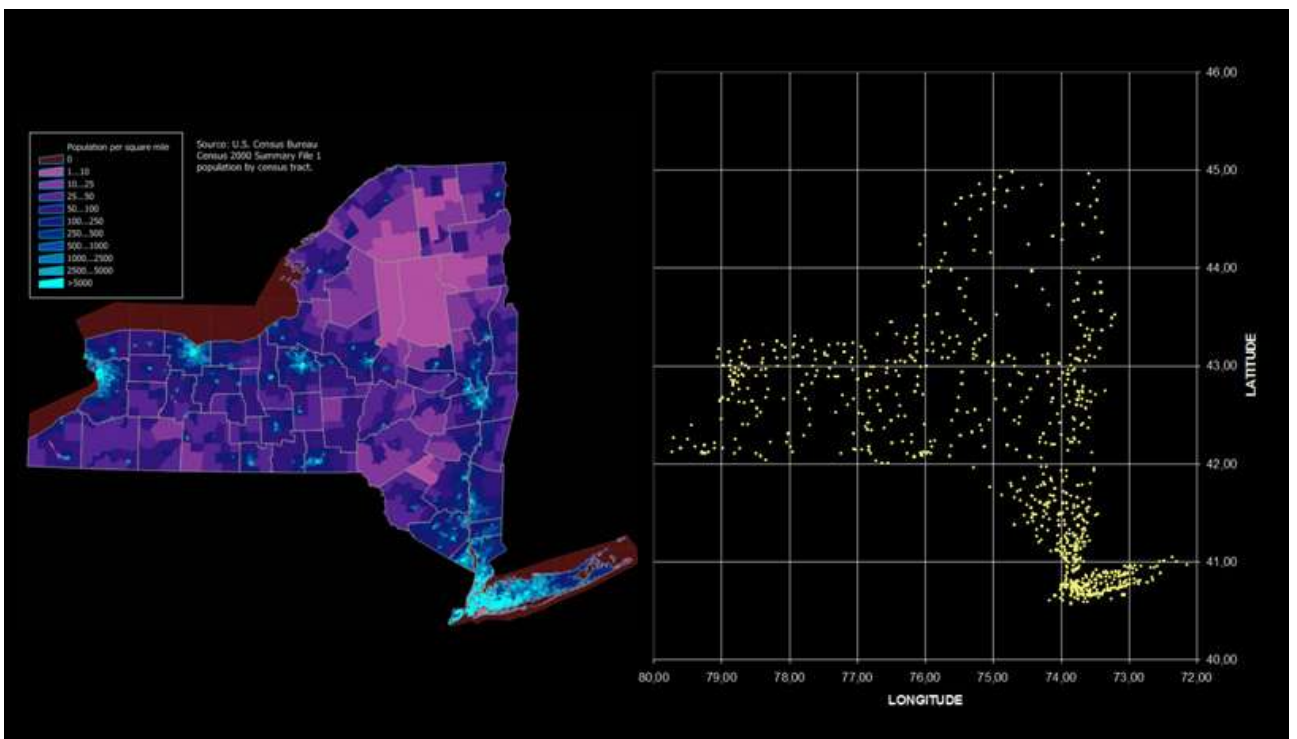 Population per square mile
0
1...10
10...25
25...50
50...100
100...250
250...500
500...1000
1000...2500
2500...5000
>5000
Source: U.S. Census Bureau
Census 2000 Summary File 1
population by census tract.
46,00
45,00
44,00
43,00
42,00
41,00
40,00
LATITUDE
80,00 79,00 78,00 77,00 76,00 75,00 74,00 73,00 72,00
LONGITUDE